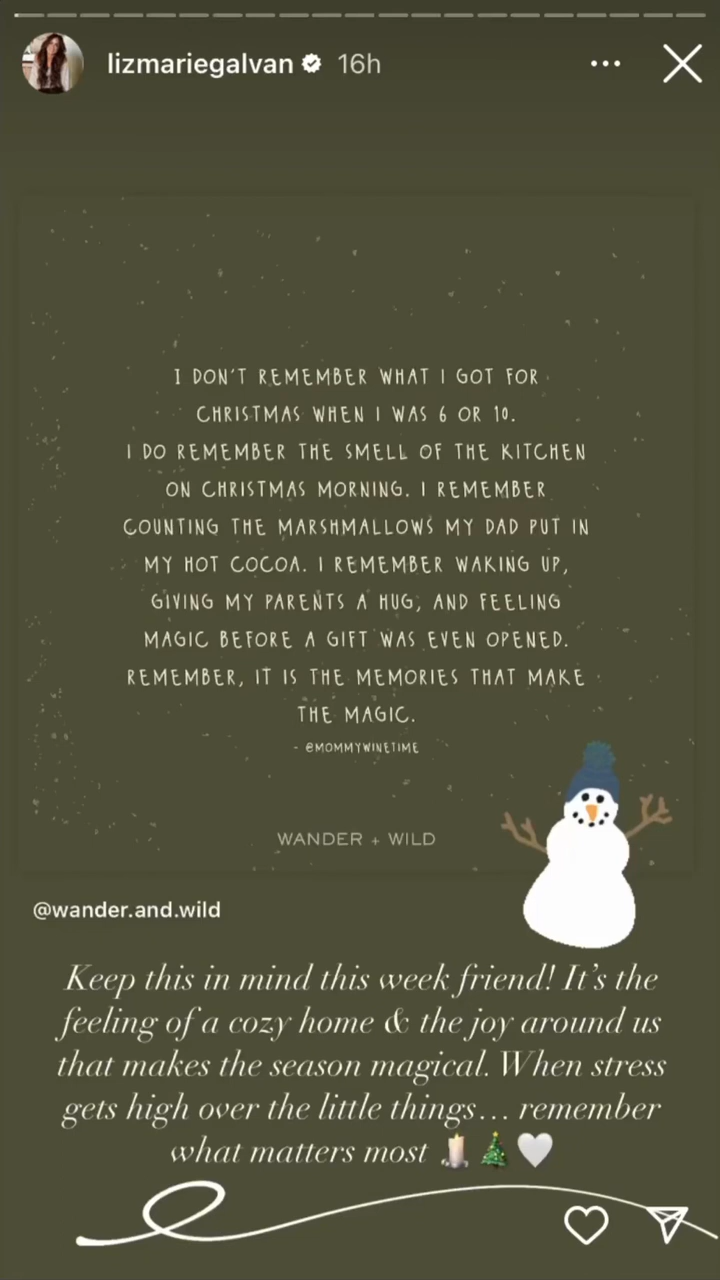 lizmariegalvan 16h
I DON'T REMEMBER WHAT I GOT FOR
CHRISTMAS WHEN I WAS 6 OR 10.
I DO REMEMBER THE SMELL OF THE KITCHEN
ON CHRISTMAS MORNING. I REMEMBER
COUNTING THE MARSHMALLOWS MY DAD PUT IN
MY HOT COCOA. I REMEMBER WAKING UP,
GIVING MY PARENTS A HUG, AND FEELING
MAGIC BEFORE A GIFT WAS EVEN OPENED.
REMEMBER, IT IS THE MEMORIES THAT MAKE
THE MAGIC.
- @MOMMYWINETIME
WANDER + WILD
@wander.and.wild
Keep this in mind this week friend! It's the
feeling of a cozy home & the joy around us
that makes the season magical. When stress
gets high over the little things... remember
what matters most 🕯️🎄🤍